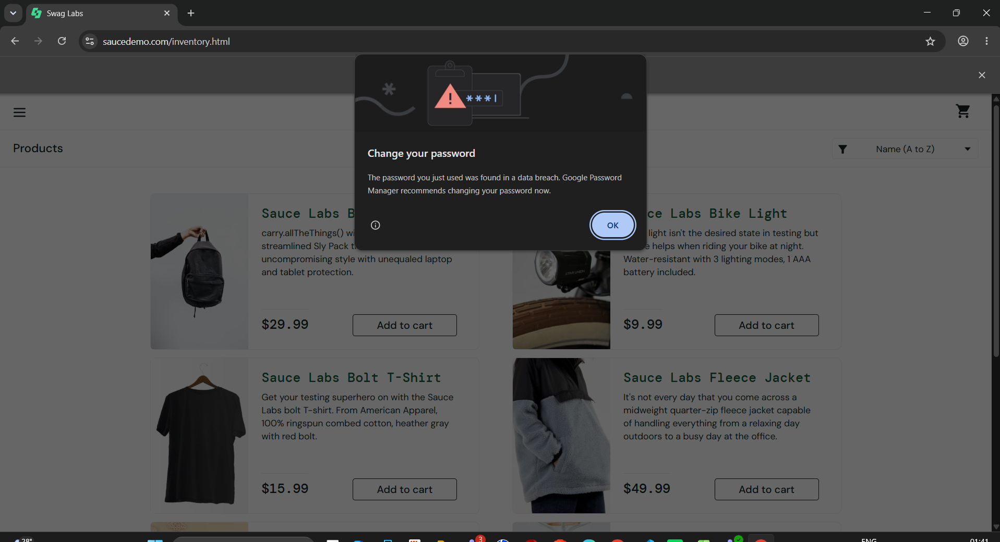 Swag Labs
saucedemo.com/inventory.html
***|
Change your password
The password you just used was found in a data breach. Google Password
Manager recommends changing your password now.
OK
Products
Name (A to Z)
Sauce Labs B
carry.allTheThings() wi
streamlined Sly Pack t
uncompromising style with unequaled laptop
and tablet protection.
$29.99
Add to cart
ce Labs Bike Light
light isn't the desired state in testing but
e helps when riding your bike at night.
Water-resistant with 3 lighting modes, 1 AAA
battery included.
STAR UNION
$9.99
Add to cart
Sauce Labs Bolt T-Shirt
Get your testing superhero on with the Sauce
Labs bolt T-shirt. From American Apparel,
100% ringspun combed cotton, heather gray
with red bolt.
$15.99
Add to cart
Sauce Labs Fleece Jacket
It's not every day that you come across a
midweight quarter-zip fleece jacket capable
of handling everything from a relaxing day
outdoors to a busy day at the office.
$49.99
Add to cart
28°
3
ENG
01:41